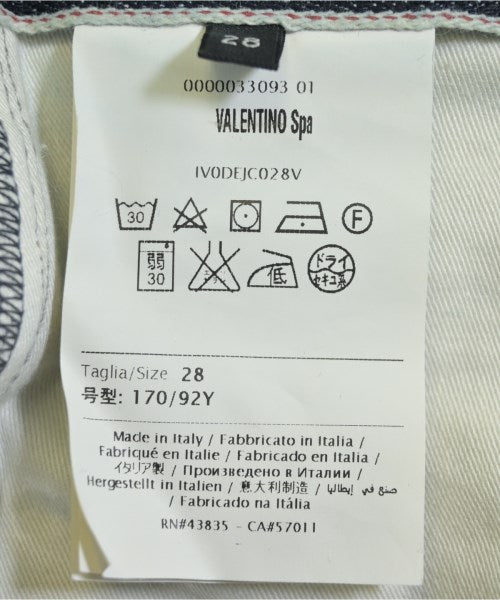 28
0000033093 01
VALENTINO Spa
IV0DEJC028V
30
F
弱
30
低
ドライ
セキユ系
Taglia/Size 28
号型: 170/92Y
Made in Italy / Fabbricato in Italia /
Fabriqué en Italie / Fabricado en Italia /
イタリア製 / Произведено в Италии /
Hergestellt in Italien / 意大利制造 / صنع في إيطاليا
/ Fabricado na Itália
RN#43835 - CA#57011